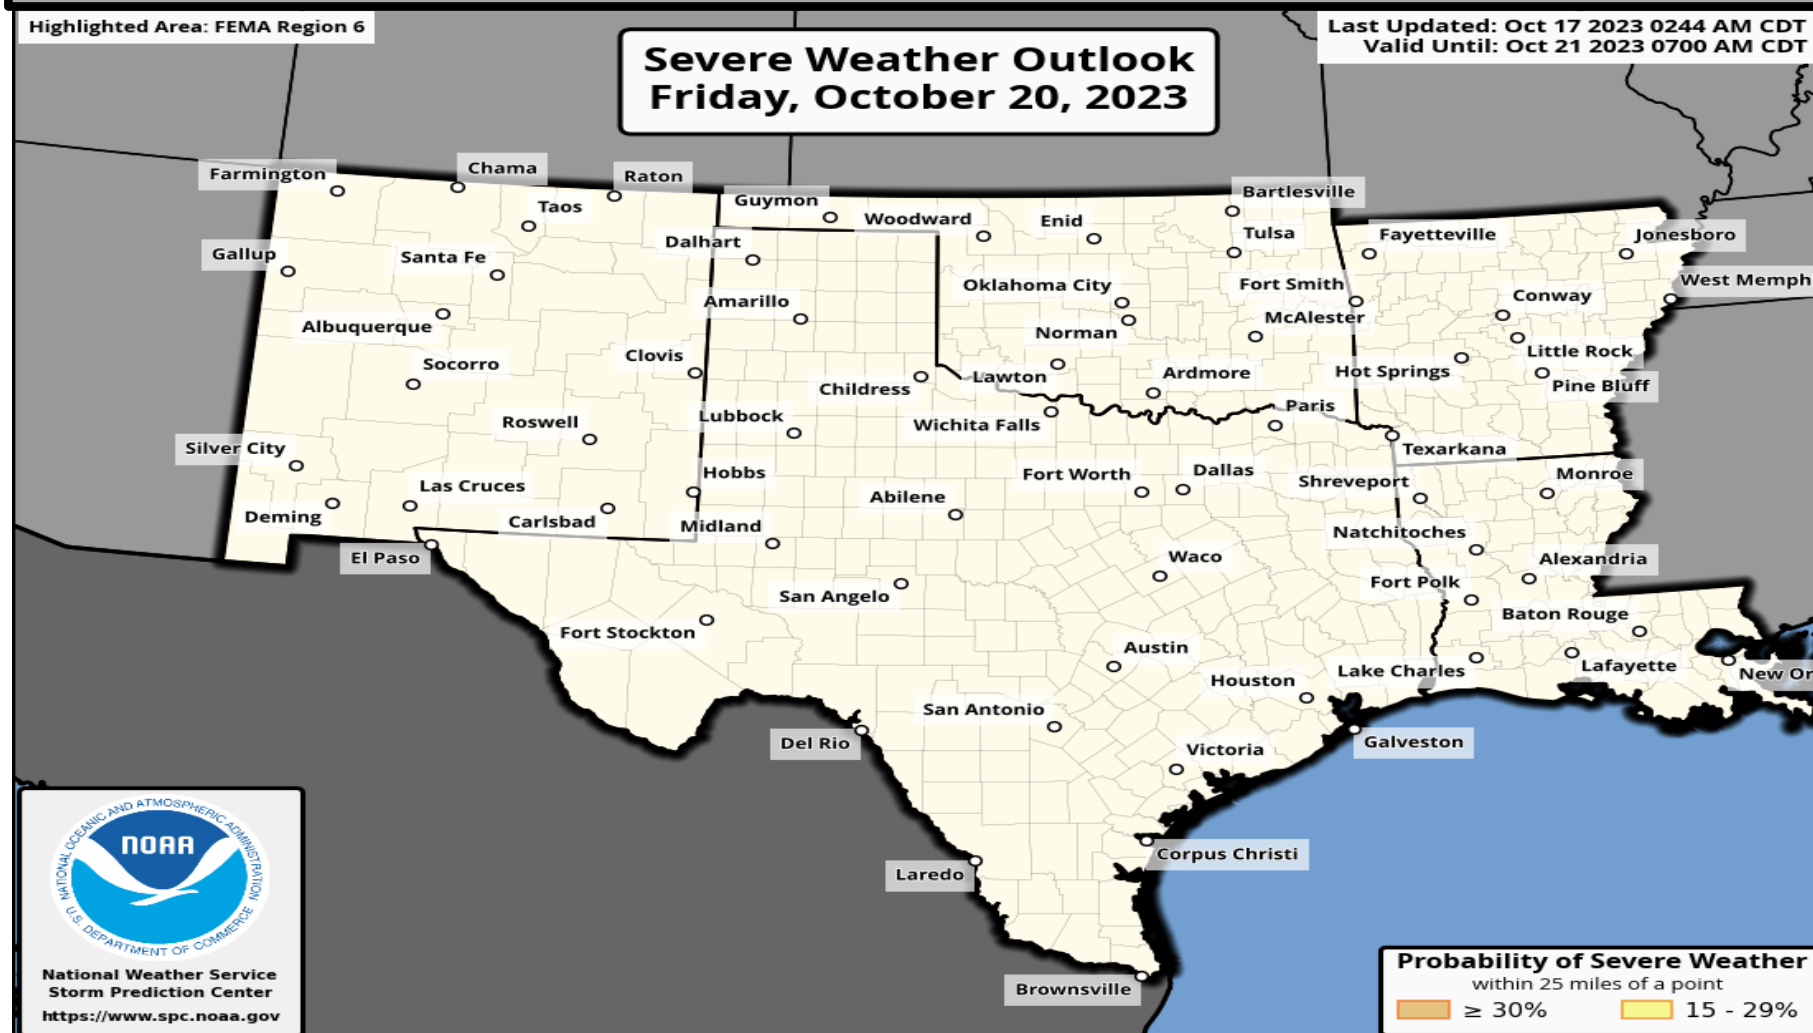 Highlighted Area: FEMA Region 6
Severe Weather Outlook
Friday, October 20, 2023
Last Updated: Oct 17 2023 0244 AM CDT
Valid Until: Oct 21 2023 0700 AM CDT
Farmington
Chama
Raton
Taos
Guymon
Woodward
Enid
Bartlesville
Tulsa
Fayetteville
Jonesboro
Gallup
Santa Fe
Dalhart
Oklahoma City
Fort Smith
Conway
West Memph
Albuquerque
Amarillo
Norman
McAlester
Little Rock
Socorro
Clovis
Childress
Lawton
Ardmore
Hot Springs
Pine Bluff
Roswell
Lubbock
Wichita Falls
Paris
Texarkana
Silver City
Las Cruces
Hobbs
Abilene
Fort Worth
Dallas
Shreveport
Monroe
Deming
Carlsbad
Midland
Natchitoches
El Paso
Waco
Alexandria
San Angelo
Fort Polk
Fort Stockton
Austin
Baton Rouge
Houston
Lake Charles
Lafayette
New Or
San Antonio
Del Rio
Victoria
Galveston
Laredo
Corpus Christi
Brownsville
NATIONAL OCEANIC AND ATMOSPHERIC ADMINISTRATION
NOAA
U.S. DEPARTMENT OF COMMERCE
National Weather Service
Storm Prediction Center
https://www.spc.noaa.gov
Probability of Severe Weather
within 25 miles of a point
≥ 30%
15 - 29%